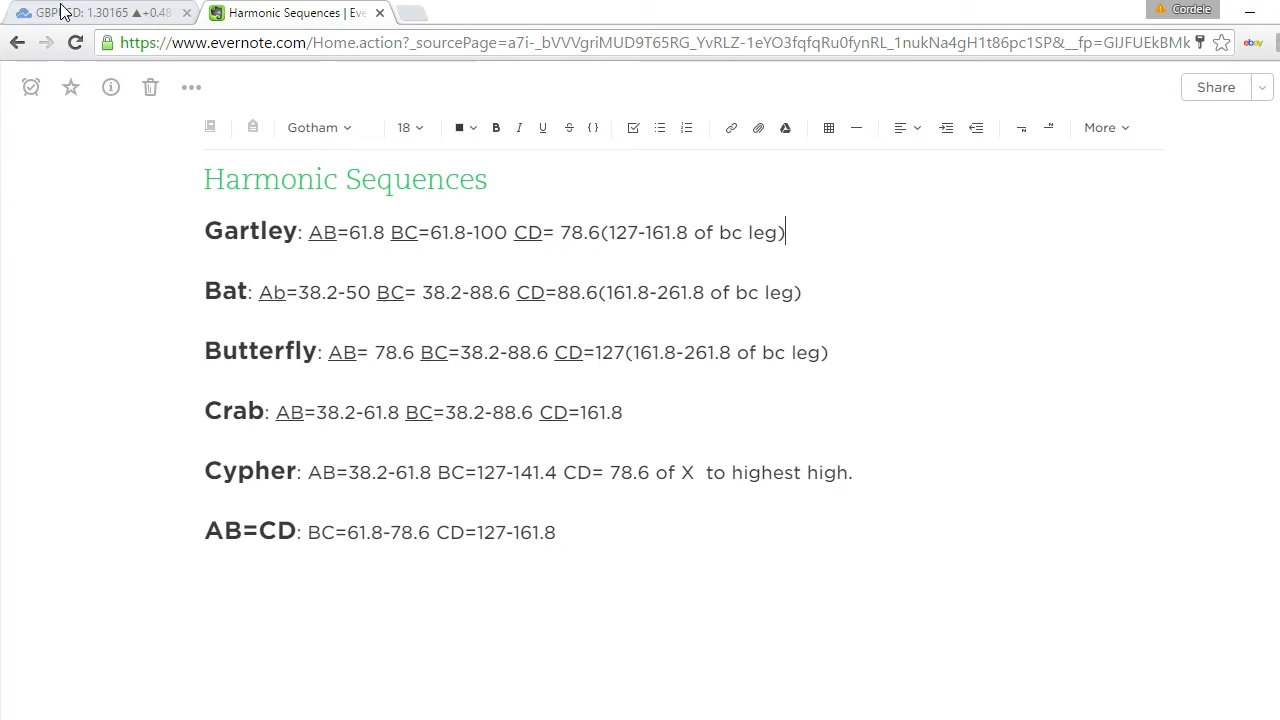 GBPUSD: 1.30165 ▲+0.48
Harmonic Sequences | Eve
Cordele
https://www.evernote.com/Home.action?_sourcePage=a7i-_bVVVgriMUD9T65RG_YvRLZ-1eYO3fqfqRu0fynRL_1nukNa4gH1t86pc1SP&__fp=GIJFUEkBMk
ebay
Share
Gotham 18 B I U S {} More
Harmonic Sequences
Gartley: AB=61.8 BC=61.8-100 CD= 78.6(127-161.8 of bc leg)
Bat: Ab=38.2-50 BC= 38.2-88.6 CD=88.6(161.8-261.8 of bc leg)
Butterfly: AB= 78.6 BC=38.2-88.6 CD=127(161.8-261.8 of bc leg)
Crab: AB=38.2-61.8 BC=38.2-88.6 CD=161.8
Cypher: AB=38.2-61.8 BC=127-141.4 CD= 78.6 of X  to highest high.
AB=CD: BC=61.8-78.6 CD=127-161.8